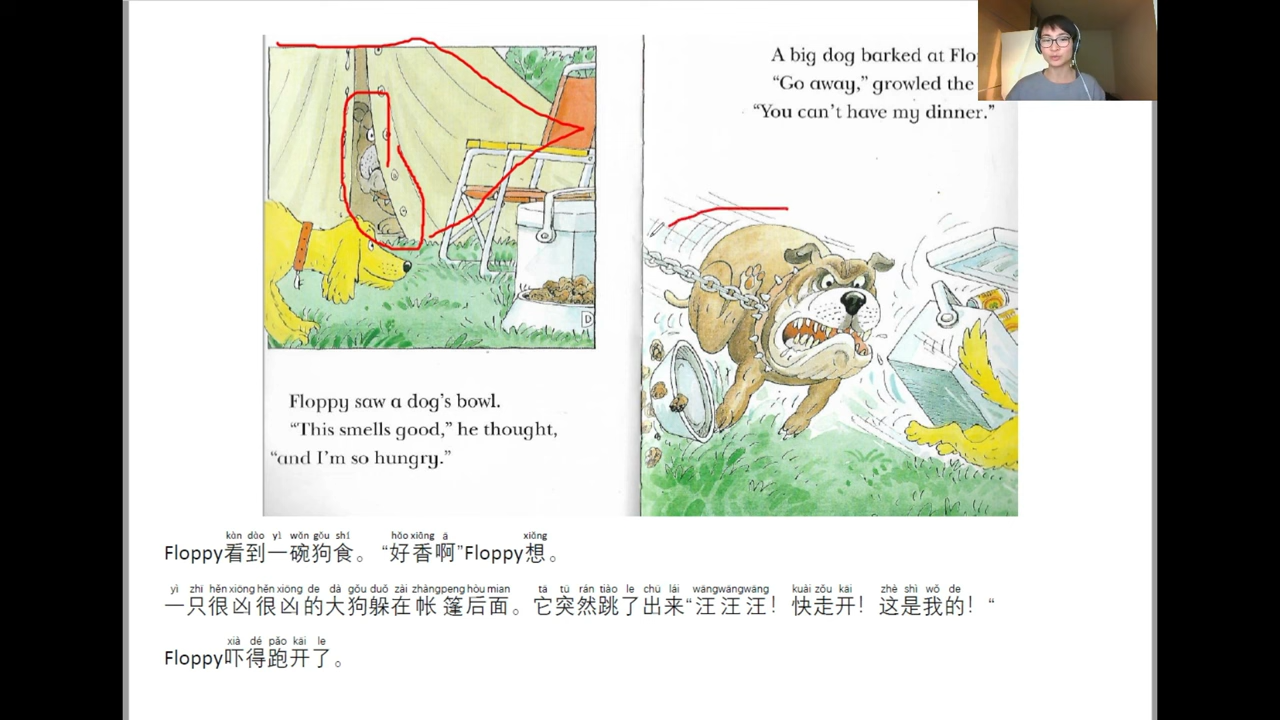 Floppy saw a dog's bowl.
"This smells good," he thought,
"and I'm so hungry."
A big dog barked at
"Go away," growled the
"You can't have my dinner."
D
kàn dào yì wǎn gǒu shí hǎo xiāng a xiǎng
Floppy看到一碗狗食。“好香啊”Floppy想。
yì zhī hěn xiōng hěn xiōng de dà gǒu duǒ zài zhàng peng hòu mian tā tū rán tiào le chū lái wāng wāng wāng kuài zǒu kāi zhè shì wǒ de
一只很凶很凶的大狗躲在帐篷后面。它突然跳了出来“汪汪汪！快走开！这是我的！“
xià dé pǎo kāi le
Floppy吓得跑开了。